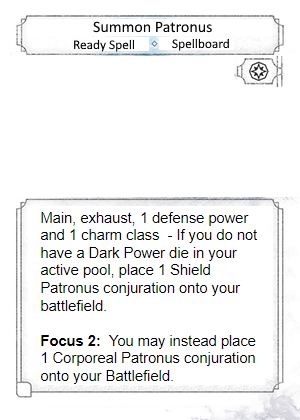 Summon Patronus
Ready Spell Spellboard
Main, exhaust, 1 defense power
and 1 charm class - If you do not
have a Dark Power die in your
active pool, place 1 Shield
Patronus conjuration onto your
battlefield.
Focus 2: You may instead place
1 Corporeal Patronus conjuration
onto your Battlefield.